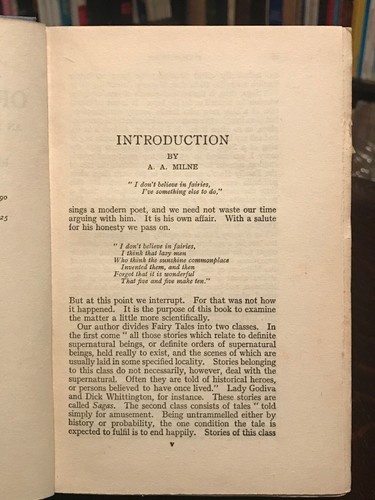 INTRODUCTION
BY
A. A. MILNE
" I don't believe in fairies,
I've something else to do,"
sings a modern poet, and we need not waste our time
arguing with him. It is his own affair. With a salute
for his honesty we pass on.
" I don't believe in fairies,
I think that lazy men
Who think the sunshine commonplace
Invented them, and then
Forgot that it is wonderful
That five and five make ten."
But at this point we interrupt. For that was not how
it happened. It is the purpose of this book to examine
the matter a little more scientifically.
Our author divides Fairy Tales into two classes. In
the first come " all those stories which relate to definite
supernatural beings, or definite orders of supernatural
beings, held really to exist, and the scenes of which are
usually laid in some specified locality. Stories belonging
to this class do not necessarily, however, deal with the
supernatural. Often they are told of historical heroes,
or persons believed to have once lived." Lady Godiva
and Dick Whittington, for instance. These stories are
called Sagas. The second class consists of tales " told
simply for amusement. Being untrammelled either by
history or probability, the one condition the tale is
expected to fulfil is to end happily. Stories of this class
v
90
25